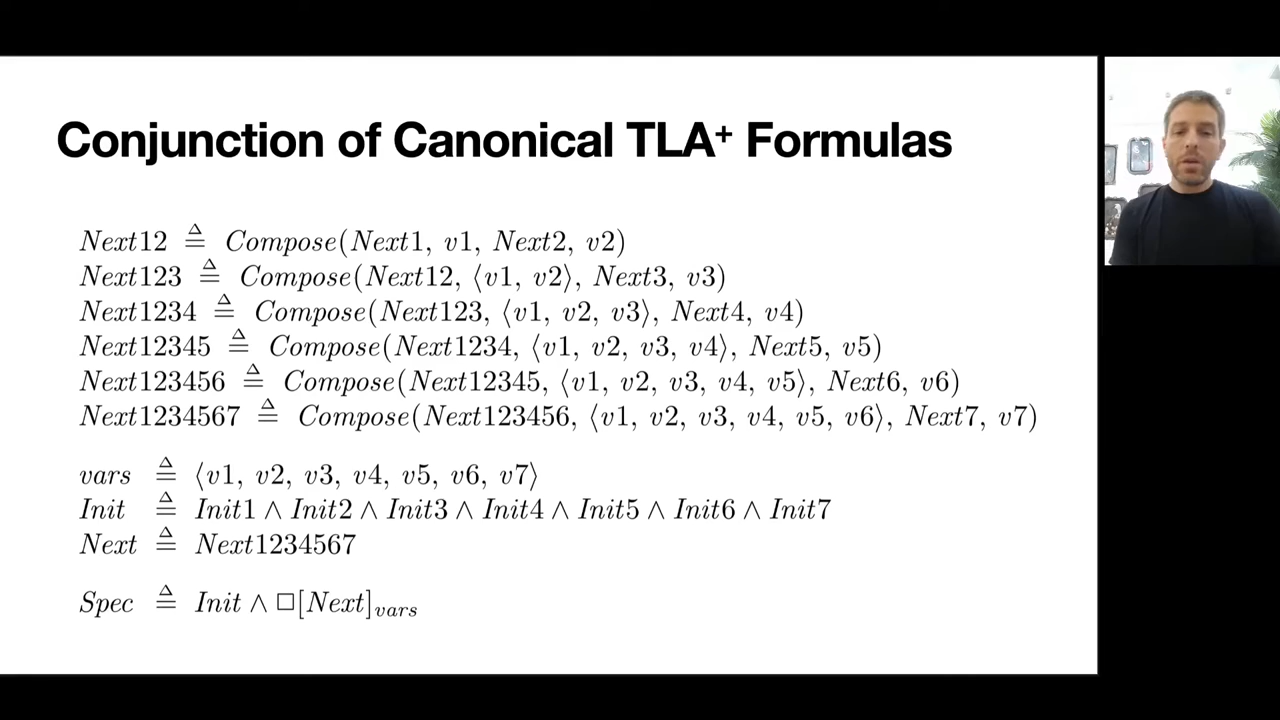 Conjunction of Canonical TLA⁺ Formulas
Next12 ≜ Compose(Next1, v1, Next2, v2)
Next123 ≜ Compose(Next12, ⟨v1, v2⟩, Next3, v3)
Next1234 ≜ Compose(Next123, ⟨v1, v2, v3⟩, Next4, v4)
Next12345 ≜ Compose(Next1234, ⟨v1, v2, v3, v4⟩, Next5, v5)
Next123456 ≜ Compose(Next12345, ⟨v1, v2, v3, v4, v5⟩, Next6, v6)
Next1234567 ≜ Compose(Next123456, ⟨v1, v2, v3, v4, v5, v6⟩, Next7, v7)
vars ≜ ⟨v1, v2, v3, v4, v5, v6, v7⟩
Init ≜ Init1 ∧ Init2 ∧ Init3 ∧ Init4 ∧ Init5 ∧ Init6 ∧ Init7
Next ≜ Next1234567
Spec ≜ Init ∧ □[Next]_vars